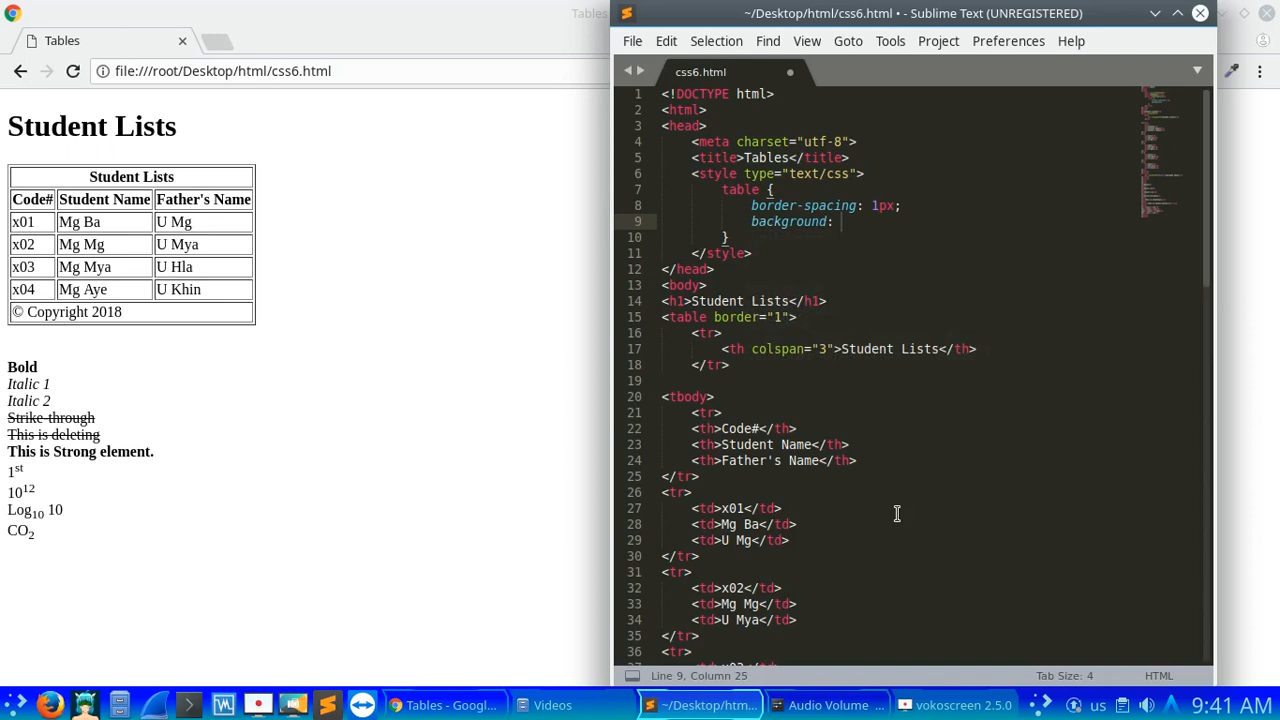 Tables
~/Desktop/html/css6.html • - Sublime Text (UNREGISTERED)
Tables
File Edit Selection Find View Goto Tools Project Preferences Help
file:///root/Desktop/html/css6.html
css6.html
Student Lists
Student Lists
Code# Student Name Father's Name
x01 Mg Ba U Mg
x02 Mg Mg U Mya
x03 Mg Mya U Hla
x04 Mg Aye U Khin
© Copyright 2018
Bold
Italic 1
Italic 2
Strike-through
This is deleting
This is Strong element.
1st
1012
Log10 10
CO2
1 <!DOCTYPE html>
2 <html>
3 <head>
4 <meta charset="utf-8">
5 <title>Tables</title>
6 <style type="text/css">
7 table {
8 border-spacing: 1px;
9 background:
10 }
11 </style>
12 </head>
13 <body>
14 <h1>Student Lists</h1>
15 <table border="1">
16 <tr>
17 <th colspan="3">Student Lists</th>
18 </tr>
19
20 <tbody>
21 <tr>
22 <th>Code#</th>
23 <th>Student Name</th>
24 <th>Father's Name</th>
25 </tr>
26 <tr>
27 <td>x01</td>
28 <td>Mg Ba</td>
29 <td>U Mg</td>
30 </tr>
31 <tr>
32 <td>x02</td>
33 <td>Mg Mg</td>
34 <td>U Mya</td>
35 </tr>
36 <tr>
Line 9, Column 25 Tab Size: 4 HTML
Tables - Googl... Videos ~/Desktop/htm... Audio Volume ... vokoscreen 2.5.0 us 9:41 AM